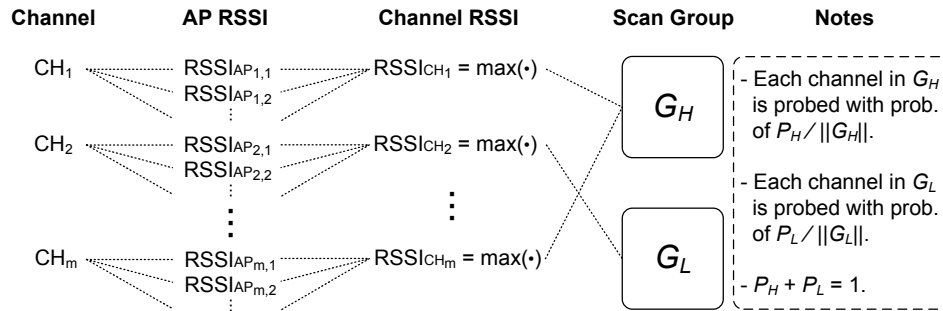 Channel AP RSSI Channel RSSI Scan Group Notes
CH1 RSSIAP1,1 RSSICH1 = max(·) GH - Each channel in GH
RSSIAP1,2 is probed with prob.
of PH / ||GH||.
CH2 RSSIAP2,1 RSSICH2 = max(·)
RSSIAP2,2 - Each channel in GL
is probed with prob.
of PL / ||GL||.
CHm RSSIAPm,1 RSSICHm = max(·) GL
RSSIAPm,2 - PH + PL = 1.